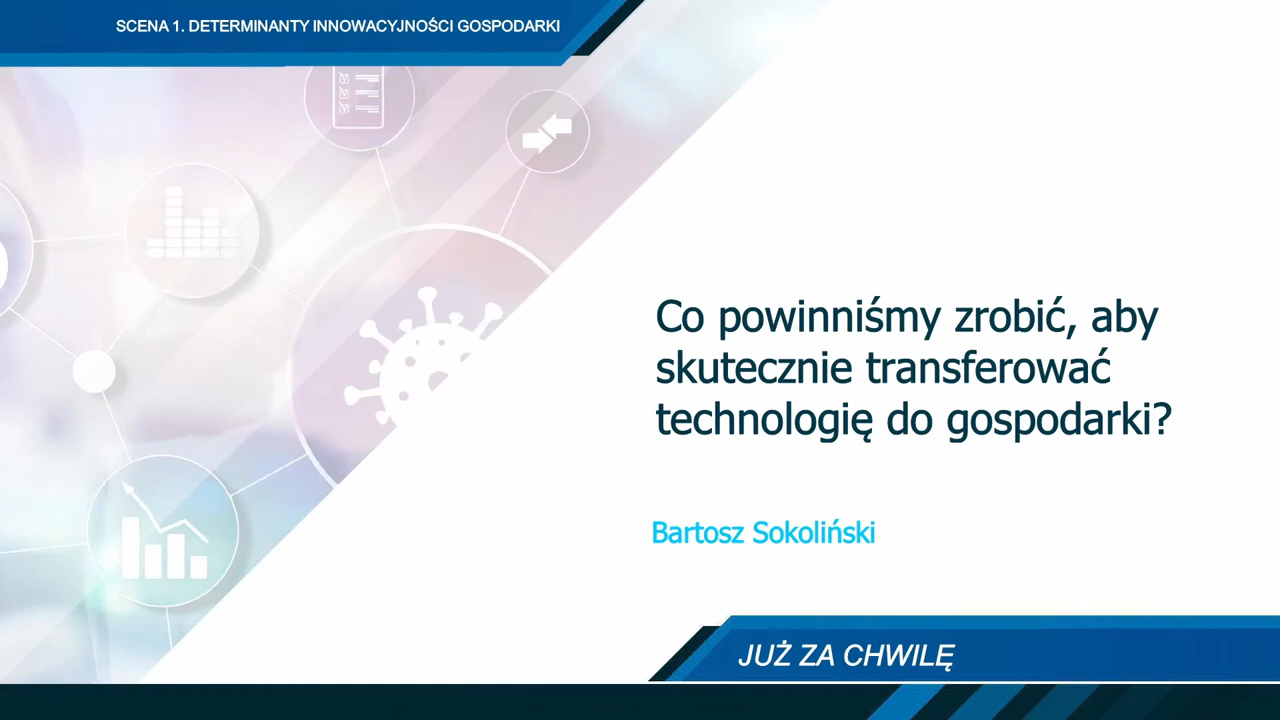 SCENA 1. DETERMINANTY INNOWACYJNOŚCI GOSPODARKI
Co powinniśmy zrobić, aby
skutecznie transferować
technologię do gospodarki?
Bartosz Sokoliński
JUŻ ZA CHWILĘ